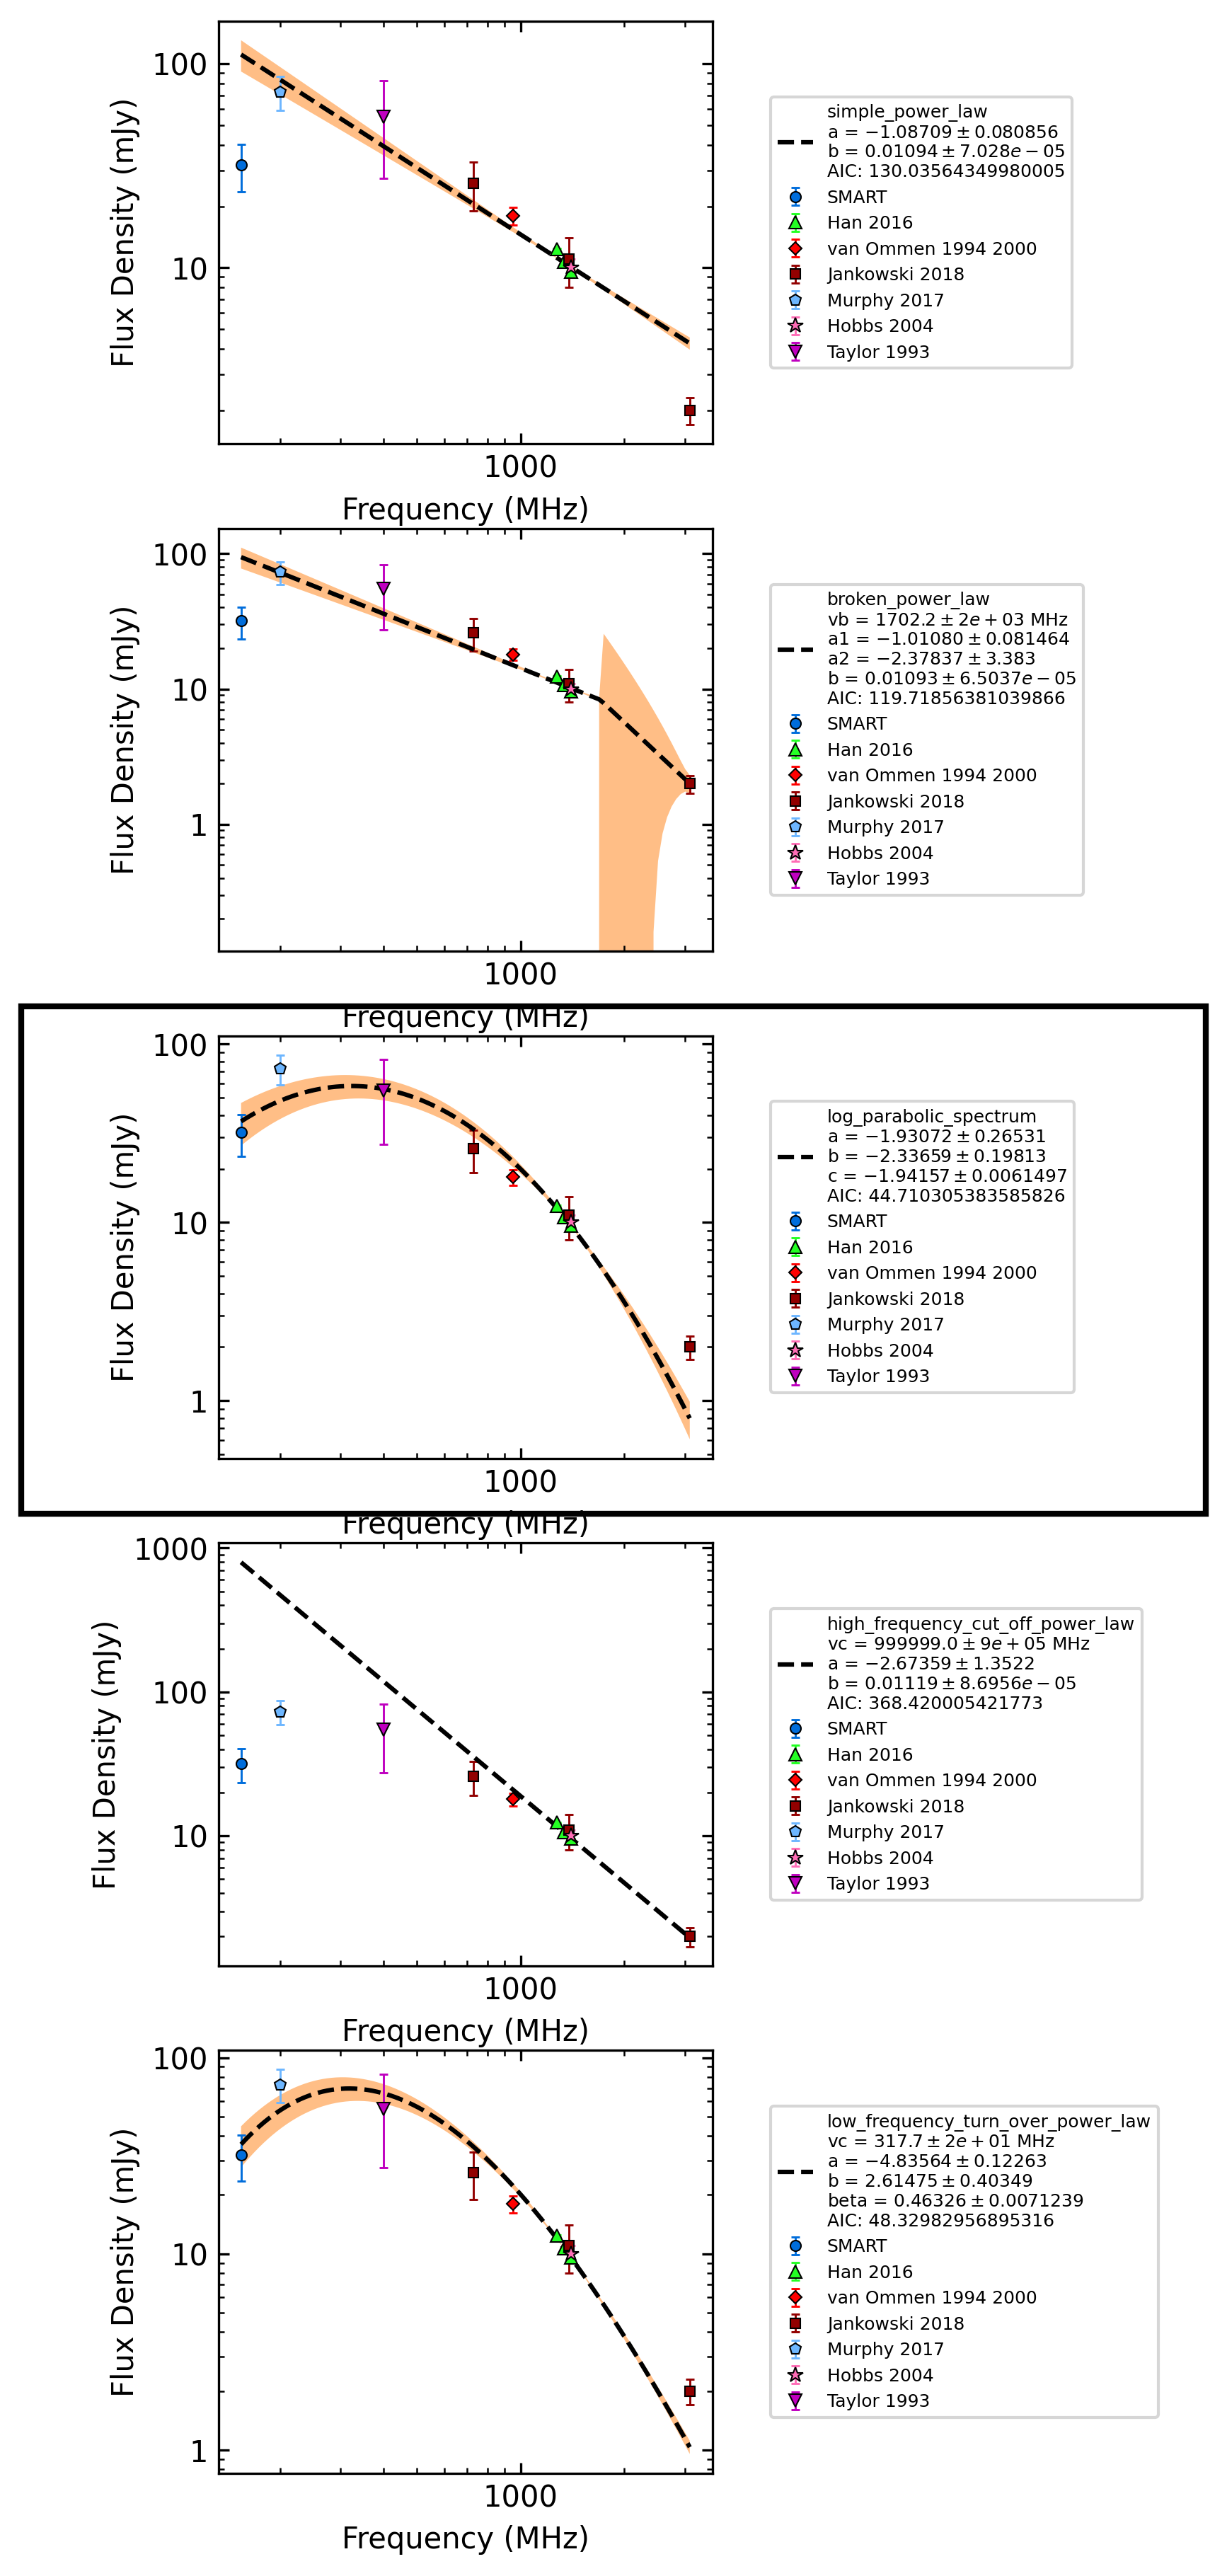 100
10
Flux Density (mJy)
1000
Frequency (MHz)
simple_power_law
a = −1.08709 ± 0.080856
b = 0.01094 ± 7.028e − 05
AIC: 130.03564349980005
SMART
Han 2016
van Ommen 1994 2000
Jankowski 2018
Murphy 2017
Hobbs 2004
Taylor 1993
100
10
1
Flux Density (mJy)
1000
Frequency (MHz)
broken_power_law
vb = 1702.2 ± 2e + 03 MHz
a1 = −1.01080 ± 0.081464
a2 = −2.37837 ± 3.383
b = 0.01093 ± 6.5037e − 05
AIC: 119.71856381039866
SMART
Han 2016
van Ommen 1994 2000
Jankowski 2018
Murphy 2017
Hobbs 2004
Taylor 1993
100
10
1
Flux Density (mJy)
1000
Frequency (MHz)
log_parabolic_spectrum
a = −1.93072 ± 0.26531
b = −2.33659 ± 0.19813
c = −1.94157 ± 0.0061497
AIC: 44.710305383585826
SMART
Han 2016
van Ommen 1994 2000
Jankowski 2018
Murphy 2017
Hobbs 2004
Taylor 1993
1000
100
10
Flux Density (mJy)
1000
Frequency (MHz)
high_frequency_cut_off_power_law
vc = 999999.0 ± 9e + 05 MHz
a = −2.67359 ± 1.3522
b = 0.01119 ± 8.6956e − 05
AIC: 368.420005421773
SMART
Han 2016
van Ommen 1994 2000
Jankowski 2018
Murphy 2017
Hobbs 2004
Taylor 1993
100
10
1
Flux Density (mJy)
1000
Frequency (MHz)
low_frequency_turn_over_power_law
vc = 317.7 ± 2e + 01 MHz
a = −4.83564 ± 0.12263
b = 2.61475 ± 0.40349
beta = 0.46326 ± 0.0071239
AIC: 48.32982956895316
SMART
Han 2016
van Ommen 1994 2000
Jankowski 2018
Murphy 2017
Hobbs 2004
Taylor 1993